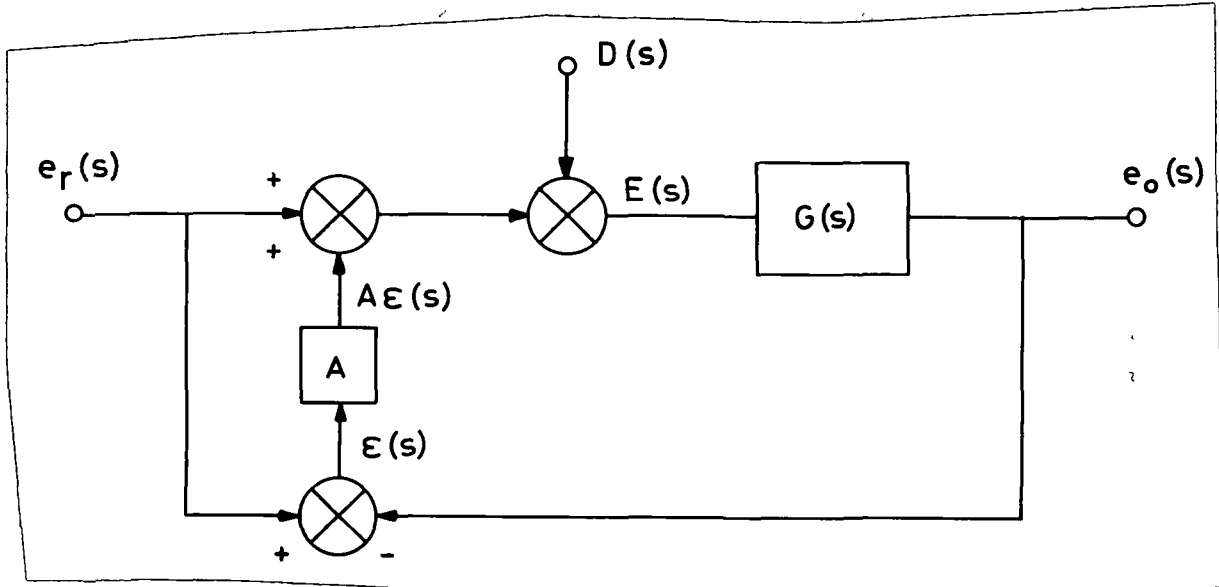 D(s)
e_r(s)
+
+
E(s)
G(s)
e_o(s)
Aε(s)
A
ε(s)
+
-